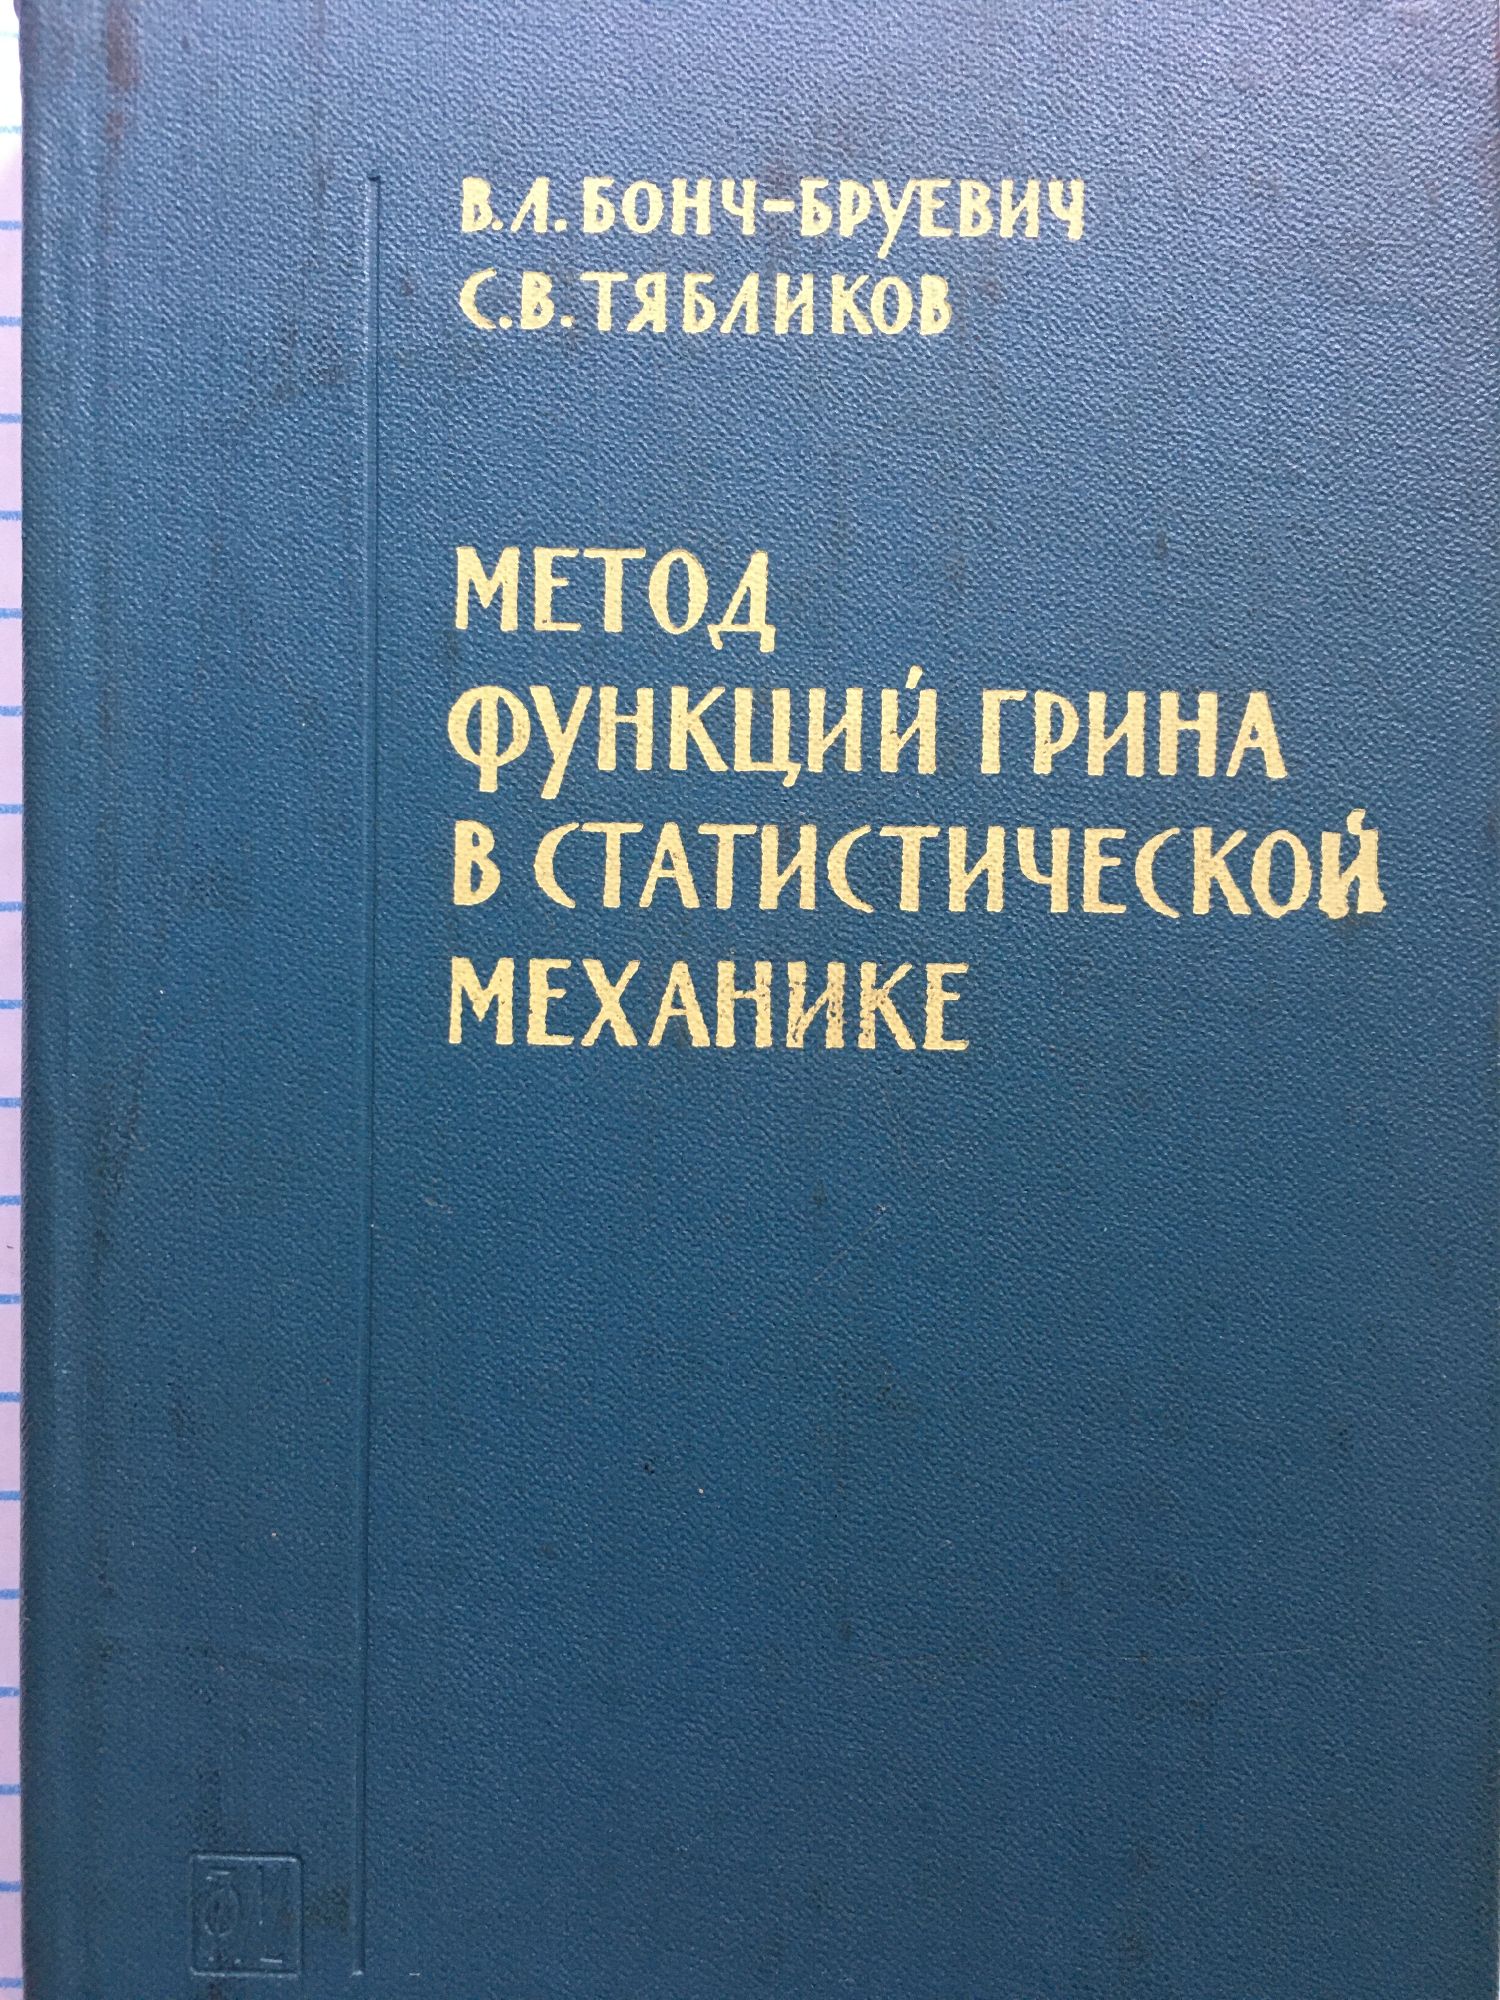 В.Л.БОНЧ-БРУЕВИЧ
С.В.ТЯБЛИКОВ
МЕТОД
ФУНКЦИЙ ГРИНА
В СТАТИСТИЧЕСКОЙ
МЕХАНИКЕ